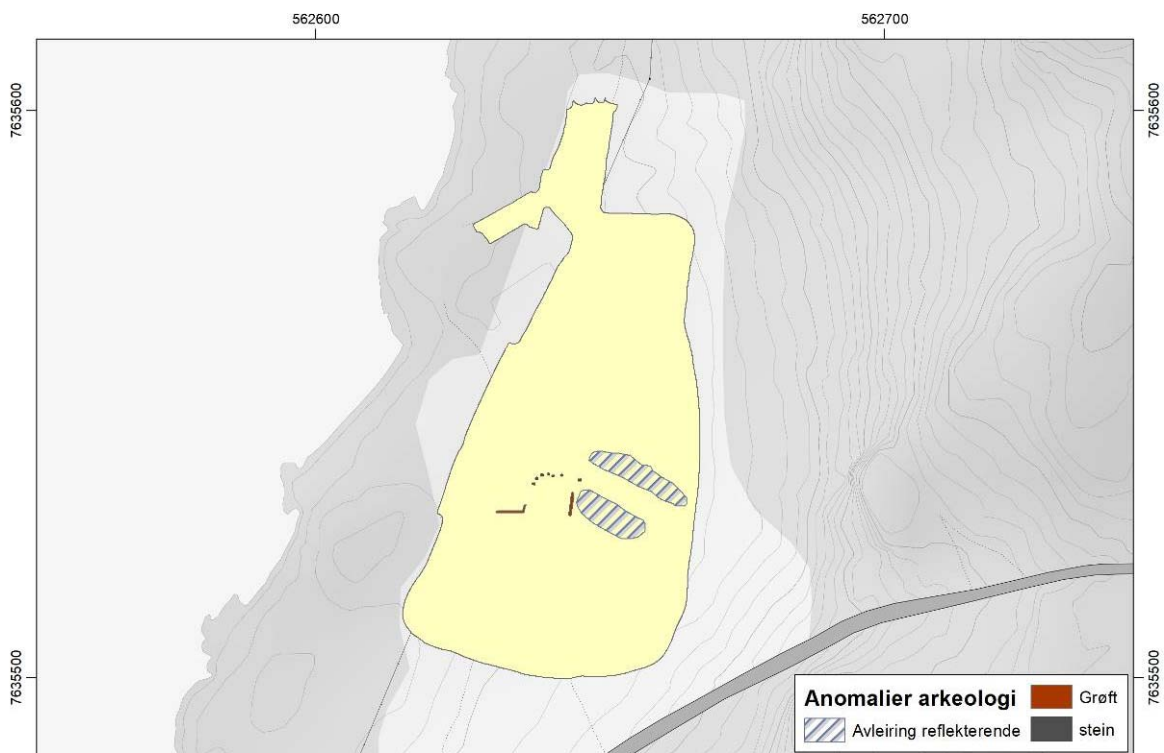 562600 562700
7635600 7635600
7635500 7635500
Anomalier arkeologi
Grøft
Avleiring reflekterende
stein